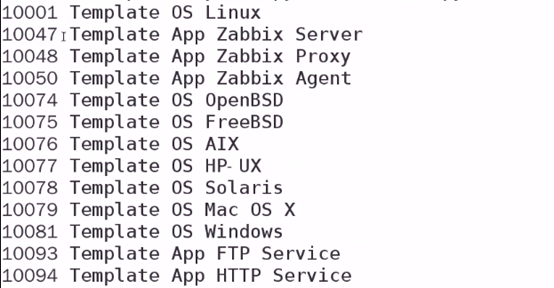 10001 Template OS Linux
10047 Template App Zabbix Server
10048 Template App Zabbix Proxy
10050 Template App Zabbix Agent
10074 Template OS OpenBSD
10075 Template OS FreeBSD
10076 Template OS AIX
10077 Template OS HP-UX
10078 Template OS Solaris
10079 Template OS Mac OS X
10081 Template OS Windows
10093 Template App FTP Service
10094 Template App HTTP Service